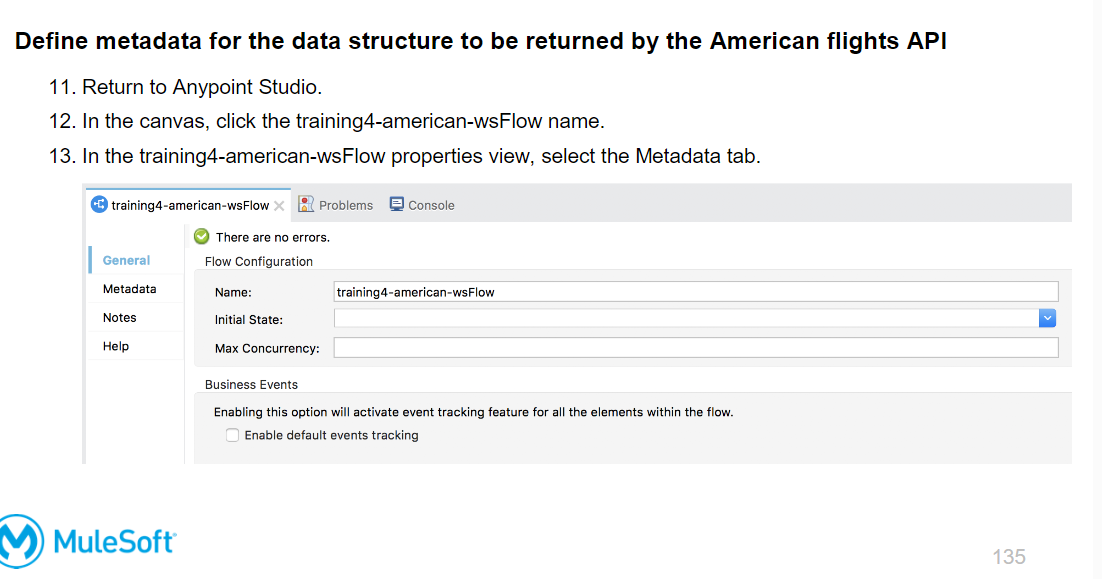 Define metadata for the data structure to be returned by the American flights API
11. Return to Anypoint Studio.
12. In the canvas, click the training4-american-wsFlow name.
13. In the training4-american-wsFlow properties view, select the Metadata tab.
training4-american-wsFlow Problems Console
There are no errors.
General
Flow Configuration
Metadata
Name: training4-american-wsFlow
Notes
Initial State:
Help
Max Concurrency:
Business Events
Enabling this option will activate event tracking feature for all the elements within the flow.
Enable default events tracking
MuleSoft
135